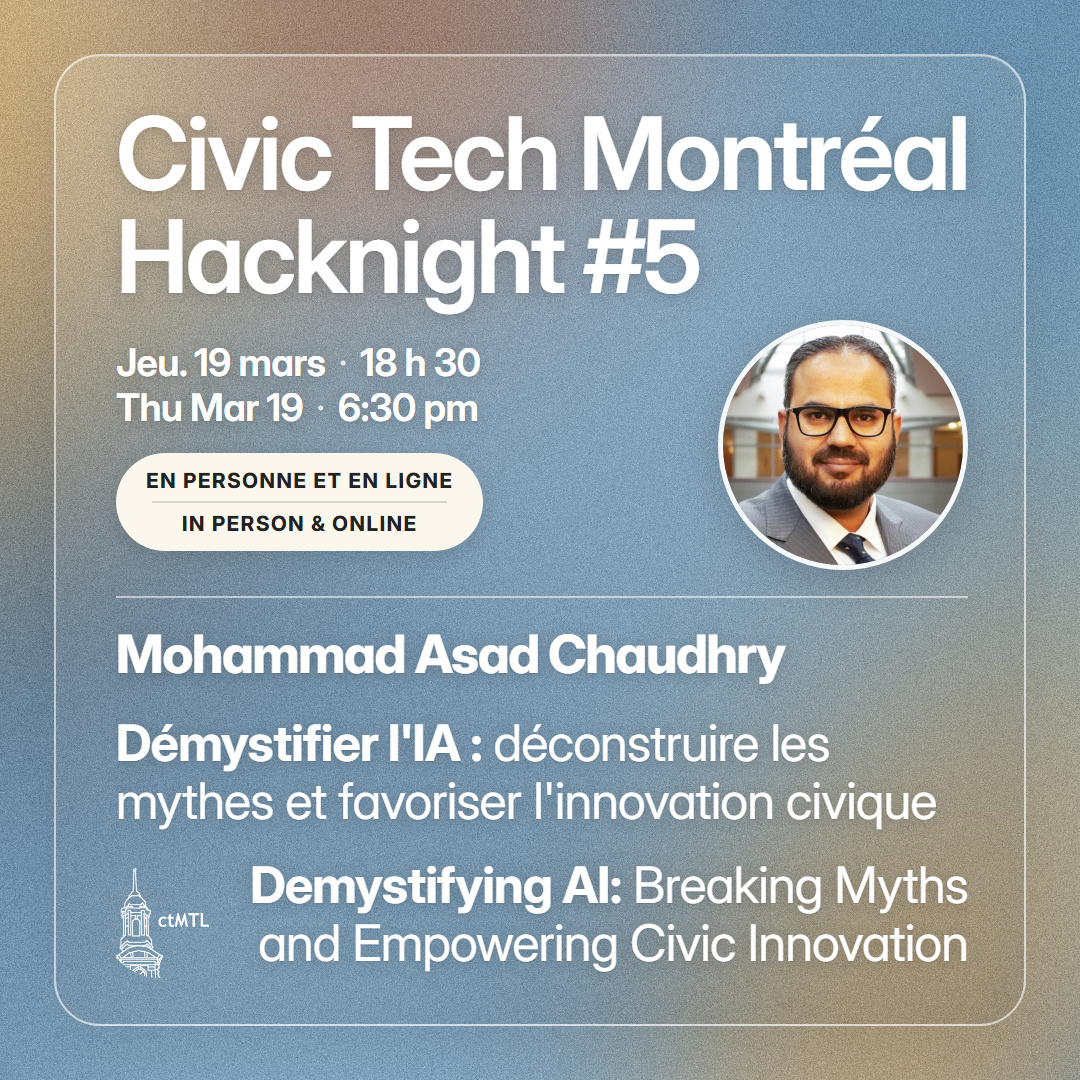 Civic Tech Montréal
Hacknight #5
Jeu. 19 mars · 18 h 30
Thu Mar 19 · 6:30 pm
EN PERSONNE ET EN LIGNE
IN PERSON & ONLINE
Mohammad Asad Chaudhry
Démystifier l'IA : déconstruire les
mythes et favoriser l'innovation civique
Demystifying AI: Breaking Myths
and Empowering Civic Innovation
ctMTL